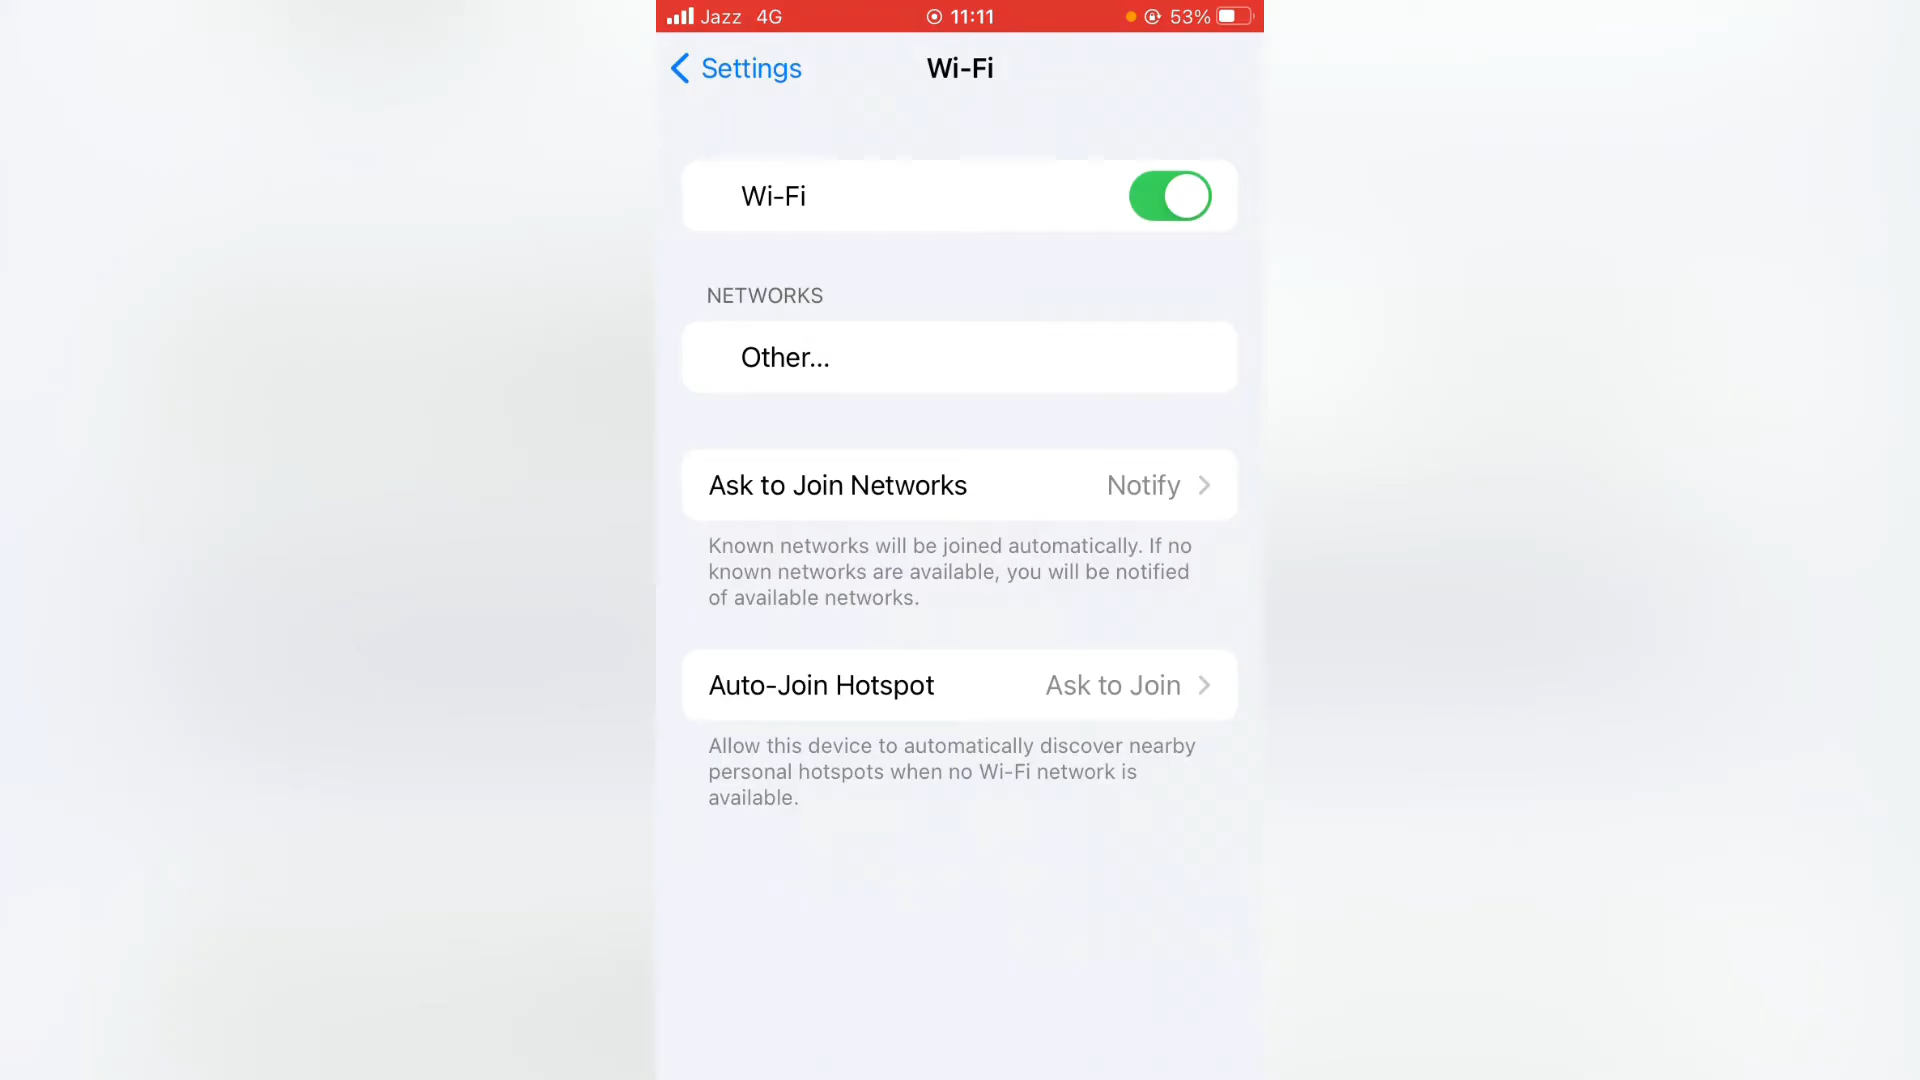 Jazz 4G 11:11 53%
Settings Wi-Fi
Wi-Fi
NETWORKS
Other...
Ask to Join Networks Notify
Known networks will be joined automatically. If no
known networks are available, you will be notified
of available networks.
Auto-Join Hotspot Ask to Join
Allow this device to automatically discover nearby
personal hotspots when no Wi-Fi network is
available.